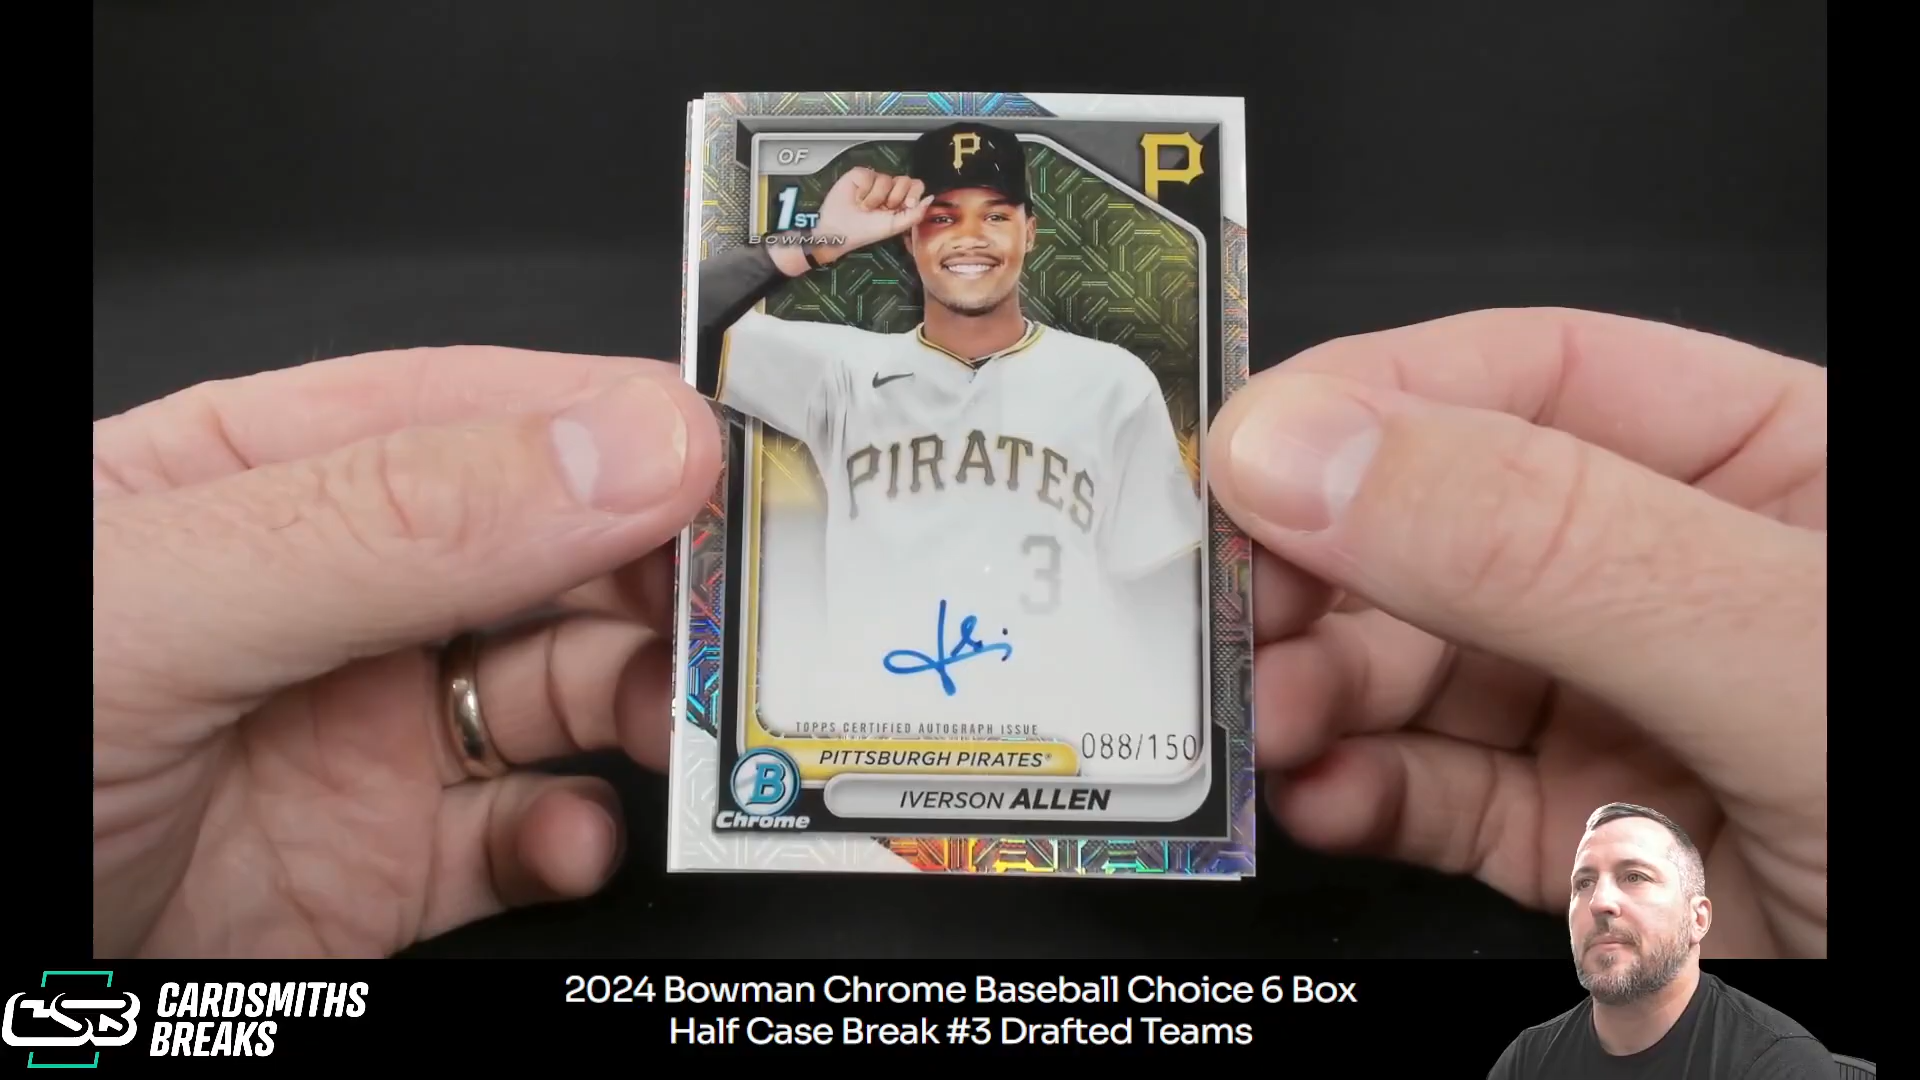 P
P
OF
1ST
BOWMAN
PIRATES
3
TOPPS CERTIFIED AUTOGRAPH ISSUE
088/150
PITTSBURGH PIRATES
B
Chrome
IVERSON ALLEN
CSB
CARDSMITHS
BREAKS
2024 Bowman Chrome Baseball Choice 6 Box
Half Case Break #3 Drafted Teams